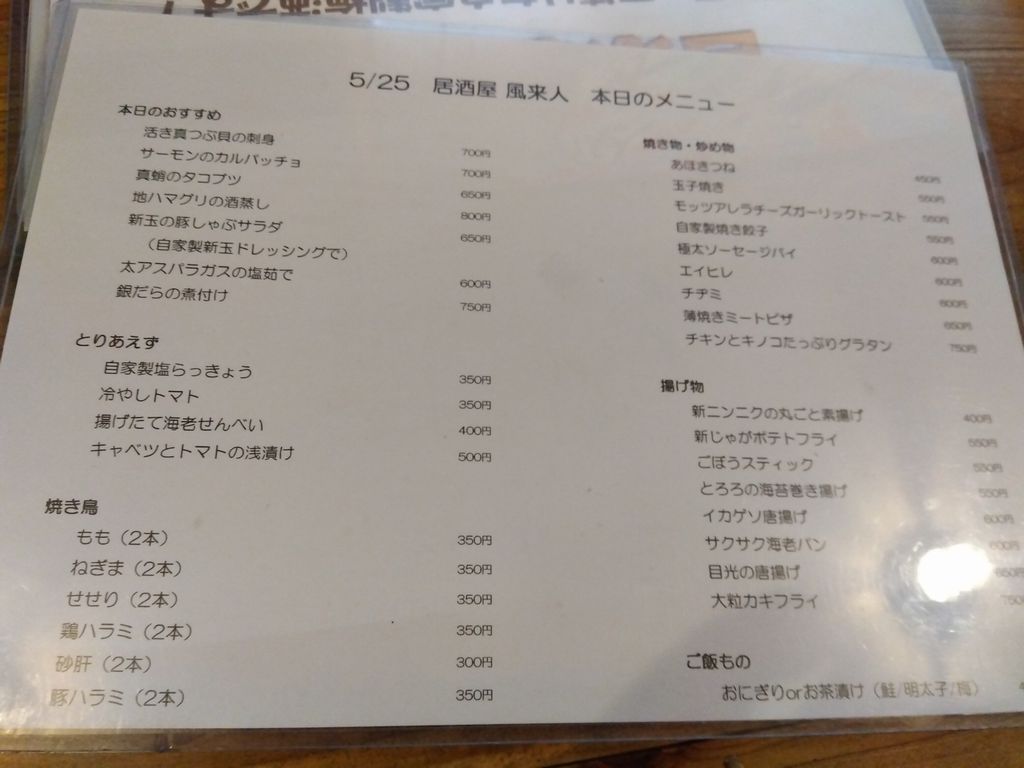 5/25 居酒屋 風来人 本日のメニュー
本日のおすすめ
活き真つぶ貝の刺身 700円
サーモンのカルパッチョ 700円
真蛸のタコブツ 650円
地ハマグリの酒蒸し 800円
新玉の豚しゃぶサラダ 650円
（自家製新玉ドレッシングで）
太アスパラガスの塩茹で 600円
銀だらの煮付け 750円
とりあえず
自家製塩らっきょう 350円
冷やしトマト 350円
揚げたて海老せんべい 400円
キャベツとトマトの浅漬け 500円
焼き鳥
もも（2本） 350円
ねぎま（2本） 350円
せせり（2本） 350円
鶏ハラミ（2本） 350円
砂肝（2本） 300円
豚ハラミ（2本） 350円
焼き物・炒め物
あぼきつね 450円
玉子焼き 550円
モッツアレラチーズガーリックトースト 550円
自家製焼き餃子 550円
極太ソーセージパイ 600円
エイヒレ 600円
チヂミ 600円
薄焼きミートピザ 650円
チキンとキノコたっぷりグラタン 750円
揚げ物
新ニンニクの丸ごと素揚げ 400円
新じゃがポテトフライ 550円
ごぼうスティック 550円
とろろの海苔巻き揚げ 550円
イカゲソ唐揚げ 600円
サクサク海老パン 600円
目光の唐揚げ 650円
大粒カキフライ 750
ご飯もの
おにぎりorお茶漬け（鮭/明太子/梅）